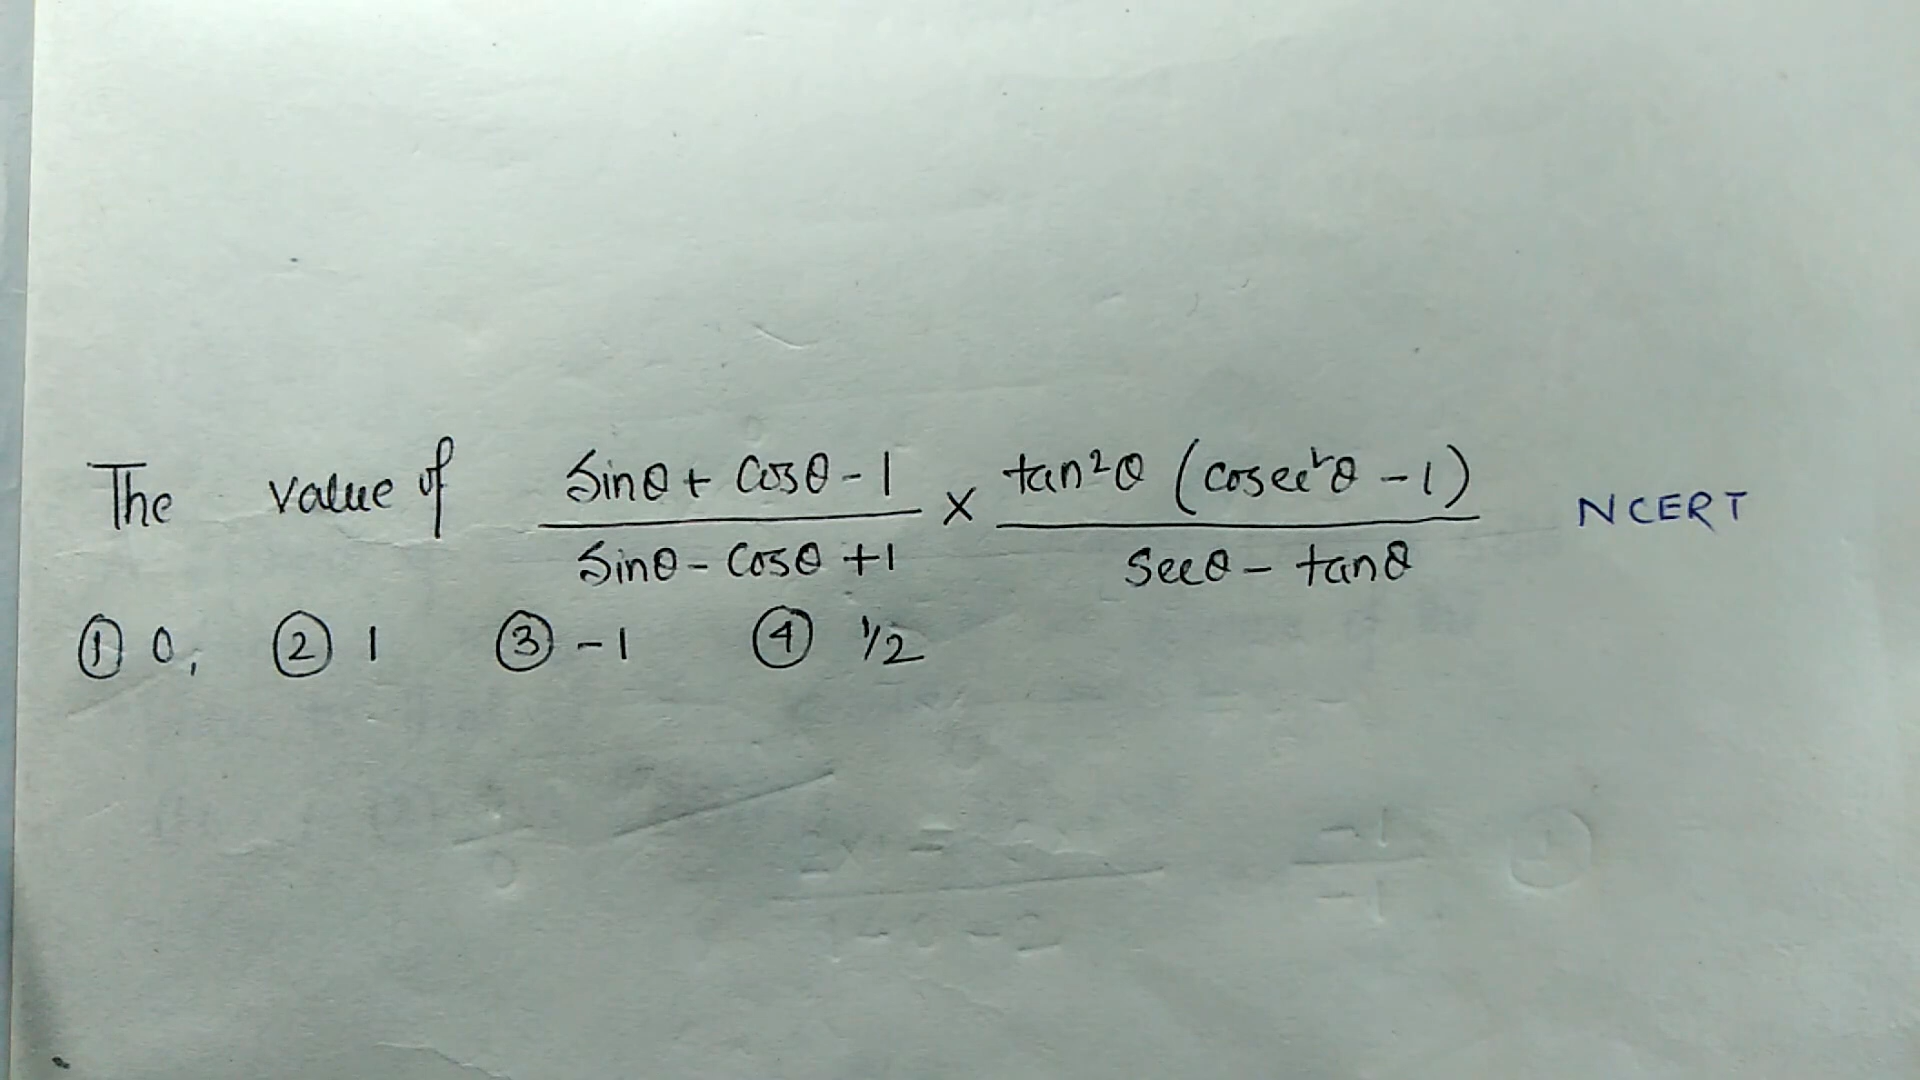 The value of (sinθ + cosθ - 1)/(sinθ - cosθ + 1) × (tan²θ (cosec²θ - 1))/(secθ - tanθ) NCERT
① 0, ② 1 ③ -1 ④ 1/2